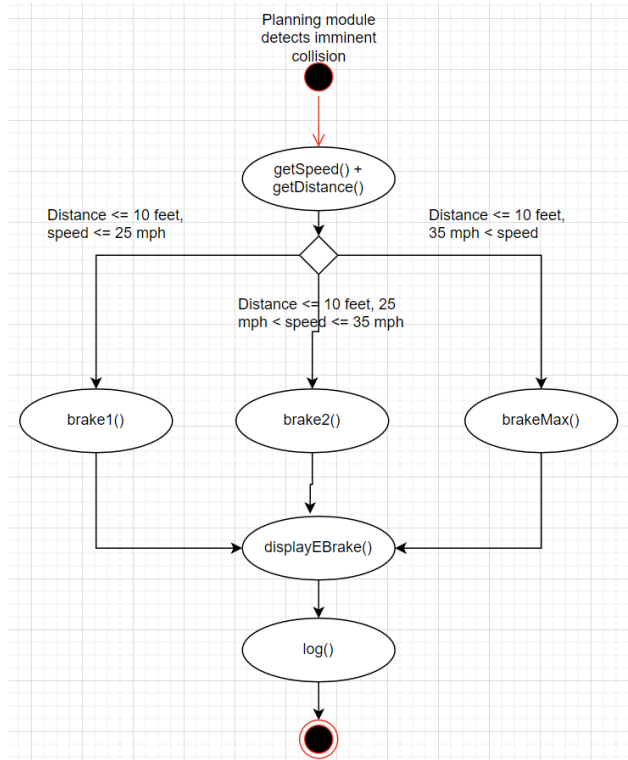 Planning module
detects imminent
collision
getSpeed() +
getDistance()
Distance <= 10 feet,
speed <= 25 mph
Distance <= 10 feet,
35 mph < speed
Distance <= 10 feet, 25
mph < speed <= 35 mph
brake1()
brake2()
brakeMax()
displayEBrake()
log()